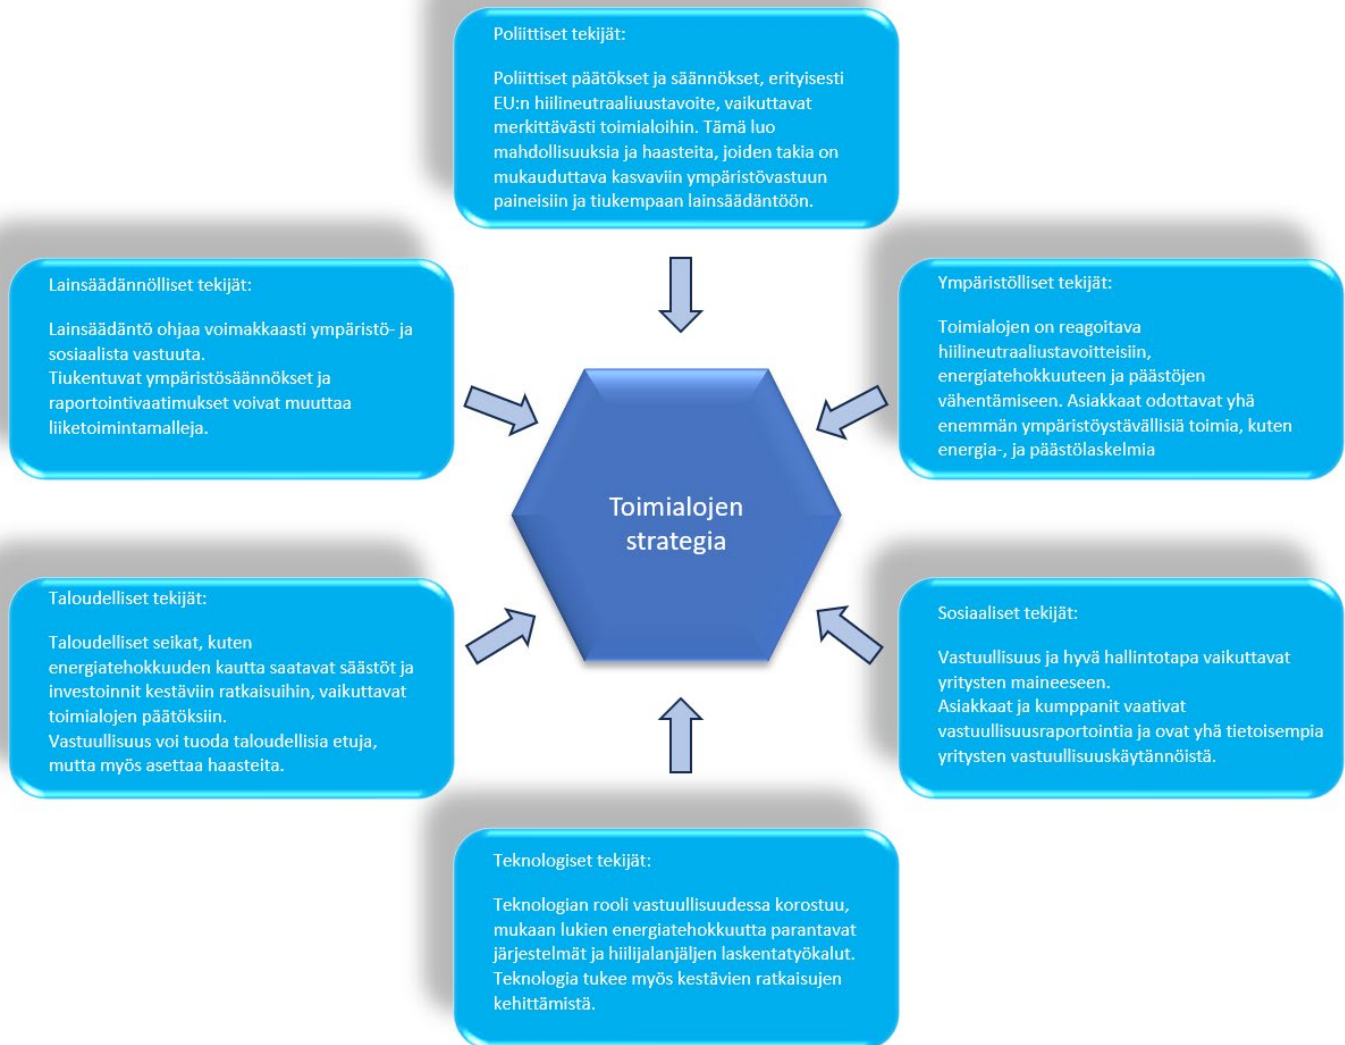 Poliittiset tekijät:
Poliittiset päätökset ja säännökset, erityisesti
EU:n hiilineutraaliuustavoite, vaikuttavat
merkittävästi toimialoihin. Tämä luo
mahdollisuuksia ja haasteita, joiden takia on
mukauduttava kasvaviin ympäristövastuun
paineisiin ja tiukempaan lainsäädäntöön.
Lainsäädännölliset tekijät:
Lainsäädäntö ohjaa voimakkaasti ympäristö- ja
sosiaalista vastuuta.
Tiukentuvat ympäristösäännökset ja
raportointivaatimukset voivat muuttaa
liiketoimintamalleja.
Ympäristölliset tekijät:
Toimialojen on reagoitava
hiilineutraaliustavoitteisiin,
energiatehokkuuteen ja päästöjen
vähentämiseen. Asiakkaat odottavat yhä
enemmän ympäristöystävällisiä toimia, kuten
energia-, ja päästölaskelmia
Toimialojen
strategia
Taloudelliset tekijät:
Taloudelliset seikat, kuten
energiatehokkuuden kautta saatavat säästöt ja
investoinnit kestäviin ratkaisuihin, vaikuttavat
toimialojen päätöksiin.
Vastuullisuus voi tuoda taloudellisia etuja,
mutta myös asettaa haasteita.
Sosiaaliset tekijät:
Vastuullisuus ja hyvä hallintotapa vaikuttavat
yritysten maineeseen.
Asiakkaat ja kumppanit vaativat
vastuullisuusraportointia ja ovat yhä tietoisempia
yritysten vastuullisuuskäytännöistä.
Teknologiset tekijät:
Teknologian rooli vastuullisuudessa korostuu,
mukaan lukien energiatehokkuutta parantavat
järjestelmät ja hiilijalanjäljen laskentatyökalut.
Teknologia tukee myös kestävien ratkaisujen
kehittämistä.